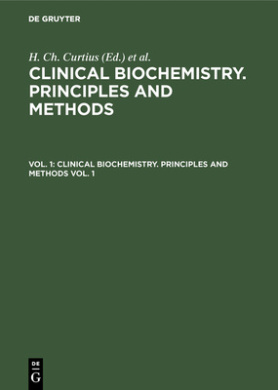 DE GRUYTER
H. Ch. Curtius (Ed.) et al.
CLINICAL BIOCHEMISTRY.
PRINCIPLES AND
METHODS
VOL. 1: CLINICAL BIOCHEMISTRY. PRINCIPLES AND
METHODS VOL. 1
DE
G